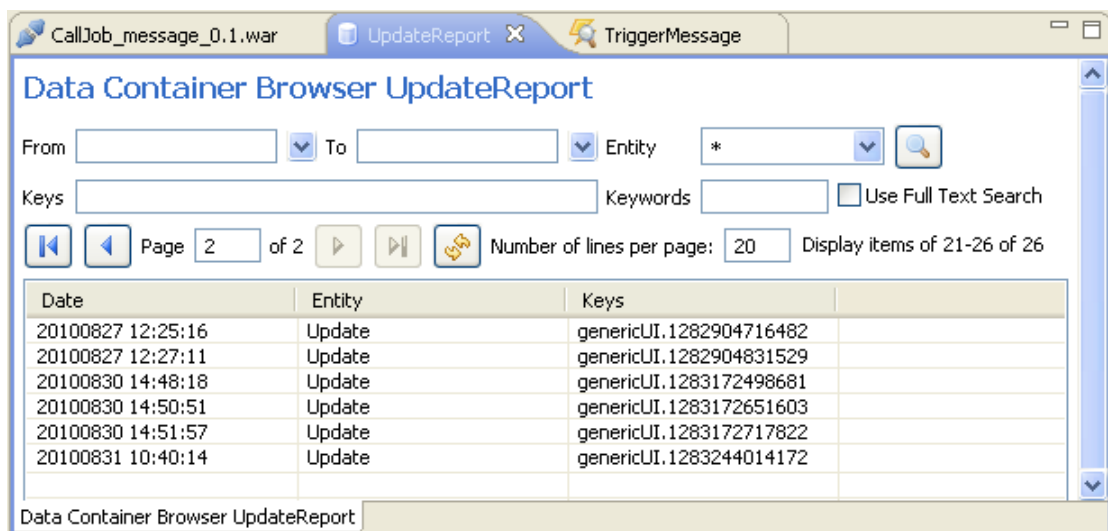 CallJob_message_0.1.war UpdateReport TriggerMessage
Data Container Browser UpdateReport
From To Entity *
Keys Keywords Use Full Text Search
Page 2 of 2 Number of lines per page: 20 Display items of 21-26 of 26
Date Entity Keys
20100827 12:25:16 Update genericUI.1282904716482
20100827 12:27:11 Update genericUI.1282904831529
20100830 14:48:18 Update genericUI.1283172498681
20100830 14:50:51 Update genericUI.1283172651603
20100830 14:51:57 Update genericUI.1283172717822
20100831 10:40:14 Update genericUI.1283244014172
Data Container Browser UpdateReport